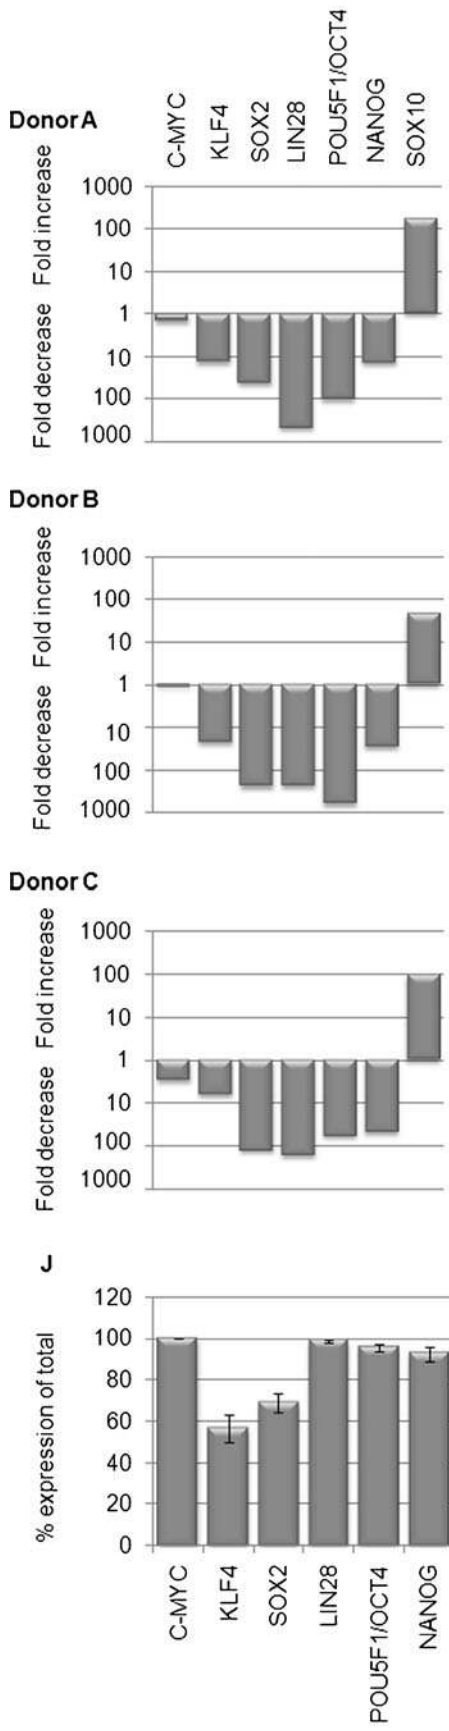 C-MYC
KLF4
SOX2
LIN28
POU5F1/OCT4
NANOG
SOX10
Donor A
Fold increase
Fold decrease
1000
100
10
1
10
100
1000
Donor B
Fold increase
Fold decrease
1000
100
10
1
10
100
1000
Donor C
Fold increase
Fold decrease
1000
100
10
1
10
100
1000
J
% expression of total
120
100
80
60
40
20
0
C-MYC
KLF4
SOX2
LIN28
POU5F1/OCT4
NANOG